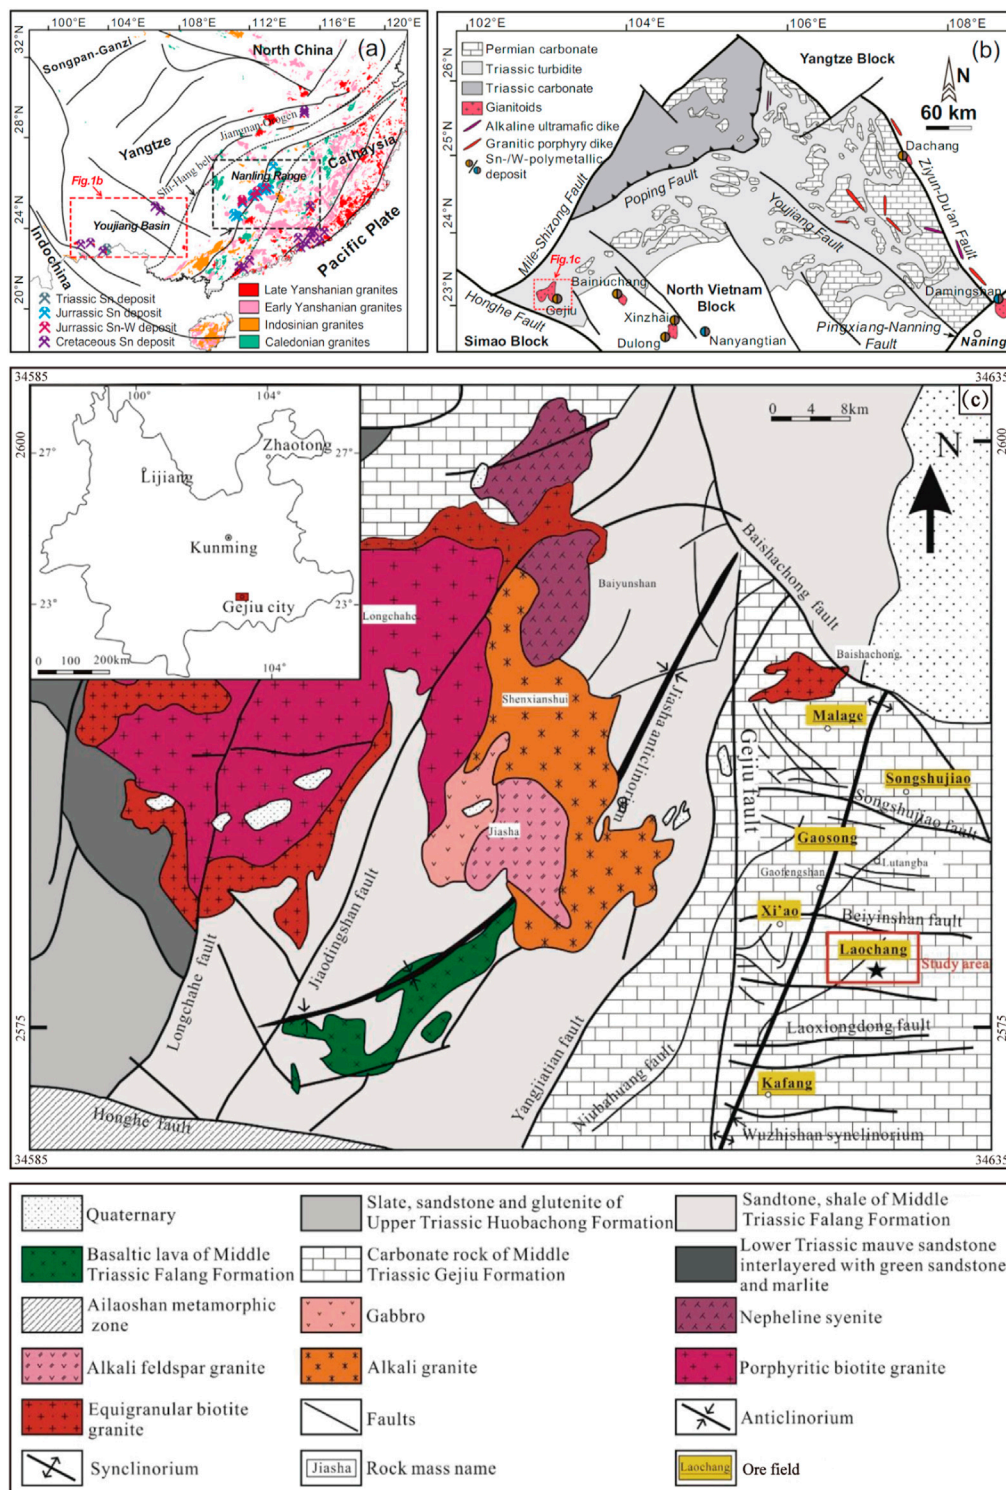 100°E 104°E 108°E 112°E 116°E 120°E
32°N
28°N
24°N
20°N
(a)
Songpan-Ganzi
North China
Jiangnan Orogen
Yangtze
Shi-Hang belt
Cathaysia
Nanling Range
Fig.1b
Youjiang Basin
Indochina
Pacific Plate
Triassic Sn deposit
Jurrassic Sn deposit
Jurrassic Sn-W deposit
Cretaceous Sn deposit
Late Yanshanian granites
Early Yanshanian granites
Indosinian granites
Caledonian granites
102°E 104°E 106°E 108°E
26°N
25°N
24°N
23°N
(b)
Permian carbonate
Triassic turbidite
Triassic carbonate
Gianitoids
Alkaline ultramafic dike
Granitic porphyry dike
Sn-/W-polymetallic
deposit
Yangtze Block
N
60 km
Dachang
Ziyun-Du'an Fault
Mile-Shizong Fault
Poping Fault
Youjiang Fault
Fig.1c
Bainiuchang
Gejiu
Honghe Fault
Simao Block
Xinzhai
Dulong
North Vietnam
Block
Nanyangtian
Damingshan
Pingxiang-Nanning
Fault
Naning
34585
34635
2600
2600
2575
2575
34585
34635
(c)
0 4 8km
N
100° 104°
27° 27°
23° 23°
Zhaotong
Lijiang
Kunming
Gejiu city
0 100 200km
104°
Longchahe
Baiyunshan
Shenxianshui
Jiasha
Jiasha anticlinorium
Baishachong fault
Baishachong
Malage
Songshujiao
Songshujiao fault
Gejiu fault
Gaosong
Lutangba
Gaofengshan
Xi'ao
Beiyinshan fault
Laochang
Study area
Laoxiongdong fault
Kafang
Wuzhishan synclinorium
Longchahe fault
Jiaodingshan fault
Yangjiatian fault
Niubahuang fault
Honghe fault
Quaternary
Slate, sandstone and glutenite of
Upper Triassic Huobachong Formation
Sandtone, shale of Middle
Triassic Falang Formation
Basaltic lava of Middle
Triassic Falang Formation
Carbonate rock of Middle
Triassic Gejiu Formation
Lower Triassic mauve sandstone
interlayered with green sandstone
and marlite
Ailaoshan metamorphic
zone
Gabbro
Nepheline syenite
Alkali feldspar granite
Alkali granite
Porphyritic biotite granite
Equigranular biotite
granite
Faults
Anticlinorium
Synclinorium
Jiasha
Rock mass name
Laochang
Ore field